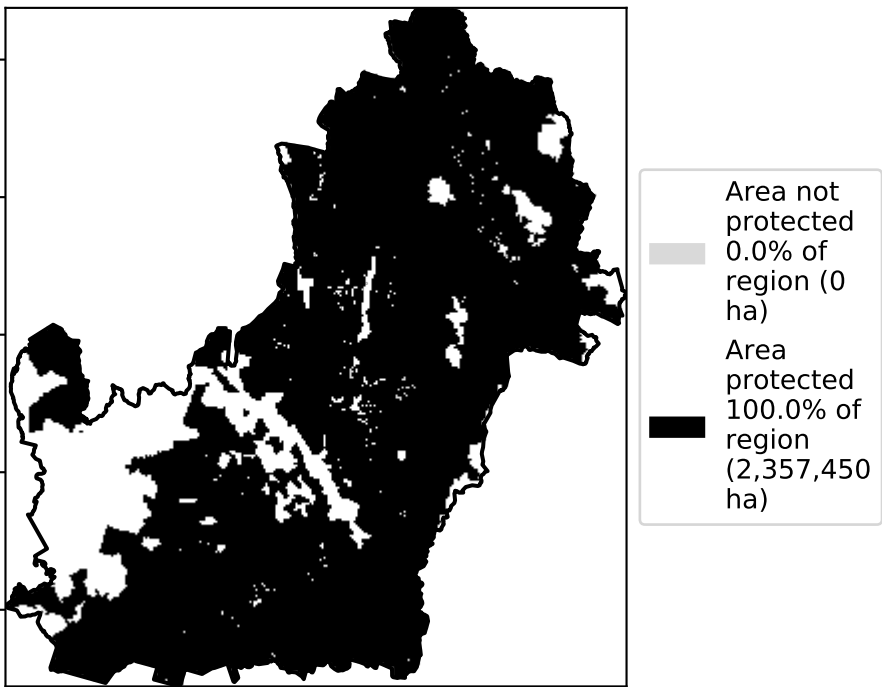 Area not
protected
0.0% of
region (0
ha)
Area
protected
100.0% of
region
(2,357,450
ha)